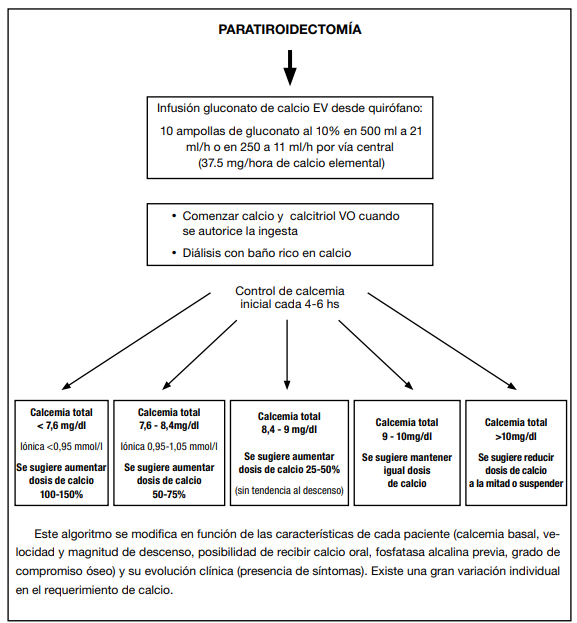 PARATIROIDECTOMÍA
Infusión gluconato de calcio EV desde quirófano:
10 ampollas de gluconato al 10% en 500 ml a 21
ml/h o en 250 a 11 ml/h por vía central
(37.5 mg/hora de calcio elemental)
• Comenzar calcio y calcitriol VO cuando
se autorice la ingesta
• Diálisis con baño rico en calcio
Control de calcemia
inicial cada 4-6 hs
Calcemia total
< 7,6 mg/dl
Iónica <0,95 mmol/l
Se sugiere aumentar
dosis de calcio
100-150%
Calcemia total
7,6 - 8,4mg/dl
Iónica 0,95-1,05 mmol/l
Se sugiere aumentar
dosis de calcio
50-75%
Calcemia total
8,4 - 9 mg/dl
Se sugiere aumentar
dosis de calcio 25-50%
(sin tendencia al descenso)
Calcemia total
9 - 10mg/dl
Se sugiere mantener
igual dosis
de calcio
Calcemia total
>10mg/dl
Se sugiere reducir
dosis de calcio
a la mitad o suspender
Este algoritmo se modifica en función de las características de cada paciente (calcemia basal, ve-
locidad y magnitud de descenso, posibilidad de recibir calcio oral, fosfatasa alcalina previa, grado de
compromiso óseo) y su evolución clínica (presencia de síntomas). Existe una gran variación individual
en el requerimiento de calcio.